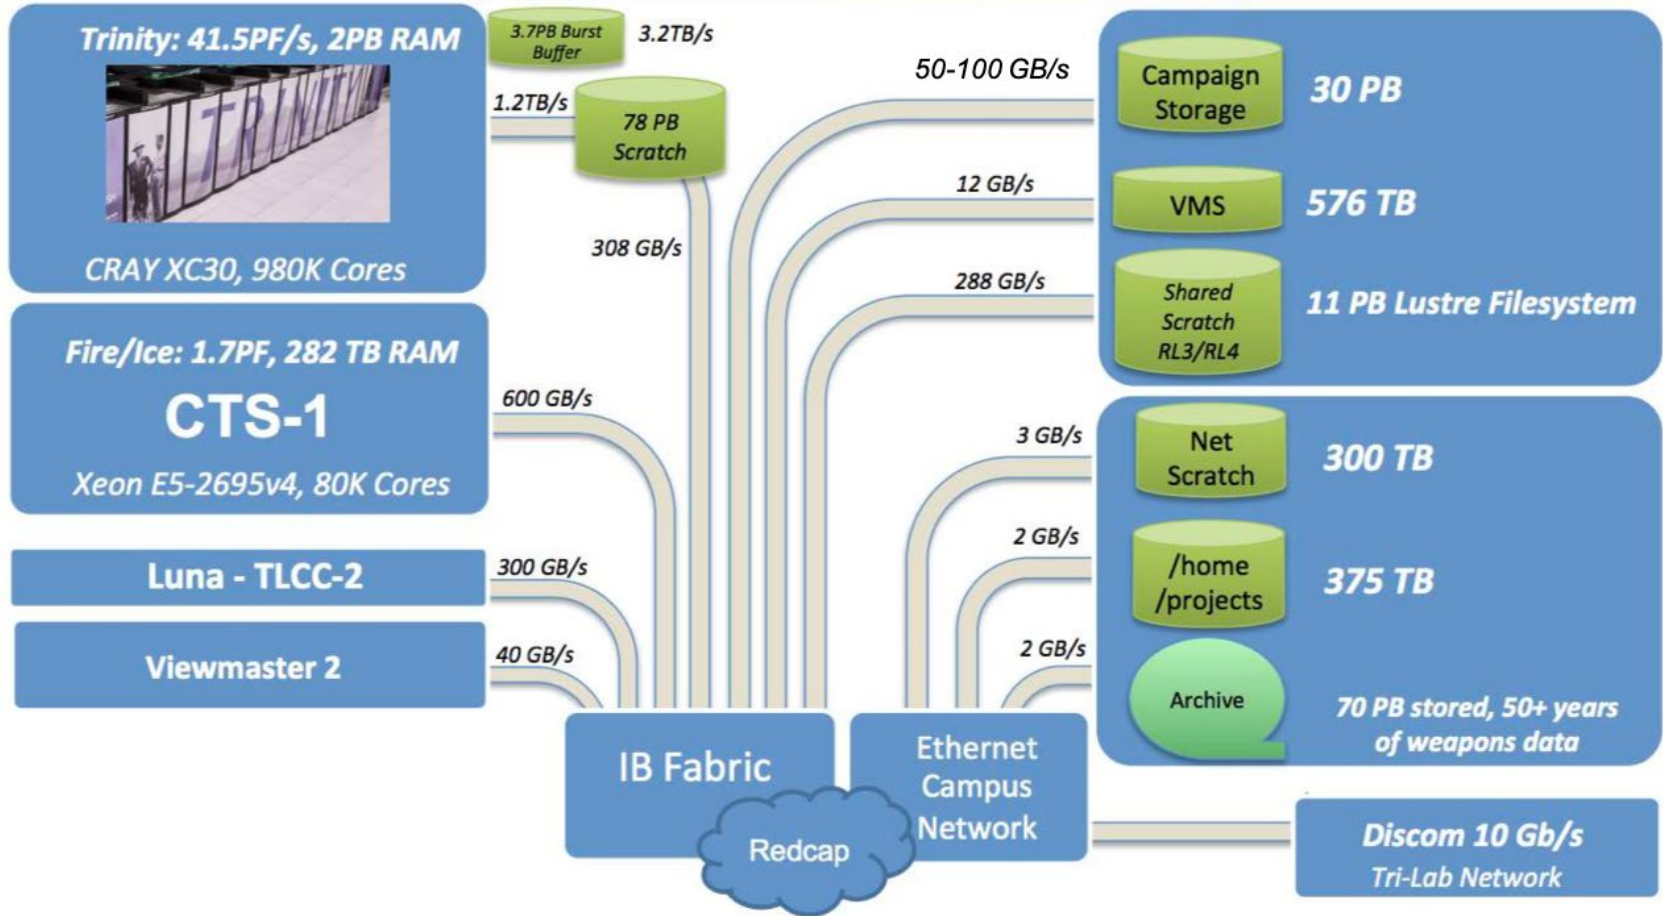 Trinity: 41.5PF/s, 2PB RAM
TRINITY
CRAY XC30, 980K Cores
3.7PB Burst
Buffer
3.2TB/s
1.2TB/s
78 PB
Scratch
308 GB/s
Fire/Ice: 1.7PF, 282 TB RAM
CTS-1
Xeon E5-2695v4, 80K Cores
600 GB/s
Luna - TLCC-2
300 GB/s
Viewmaster 2
40 GB/s
50-100 GB/s
Campaign
Storage
30 PB
12 GB/s
VMS
576 TB
288 GB/s
Shared
Scratch
RL3/RL4
11 PB Lustre Filesystem
3 GB/s
Net
Scratch
300 TB
2 GB/s
/home
/projects
375 TB
2 GB/s
Archive
70 PB stored, 50+ years
of weapons data
IB Fabric
Ethernet
Campus
Network
Redcap
Discom 10 Gb/s
Tri-Lab Network